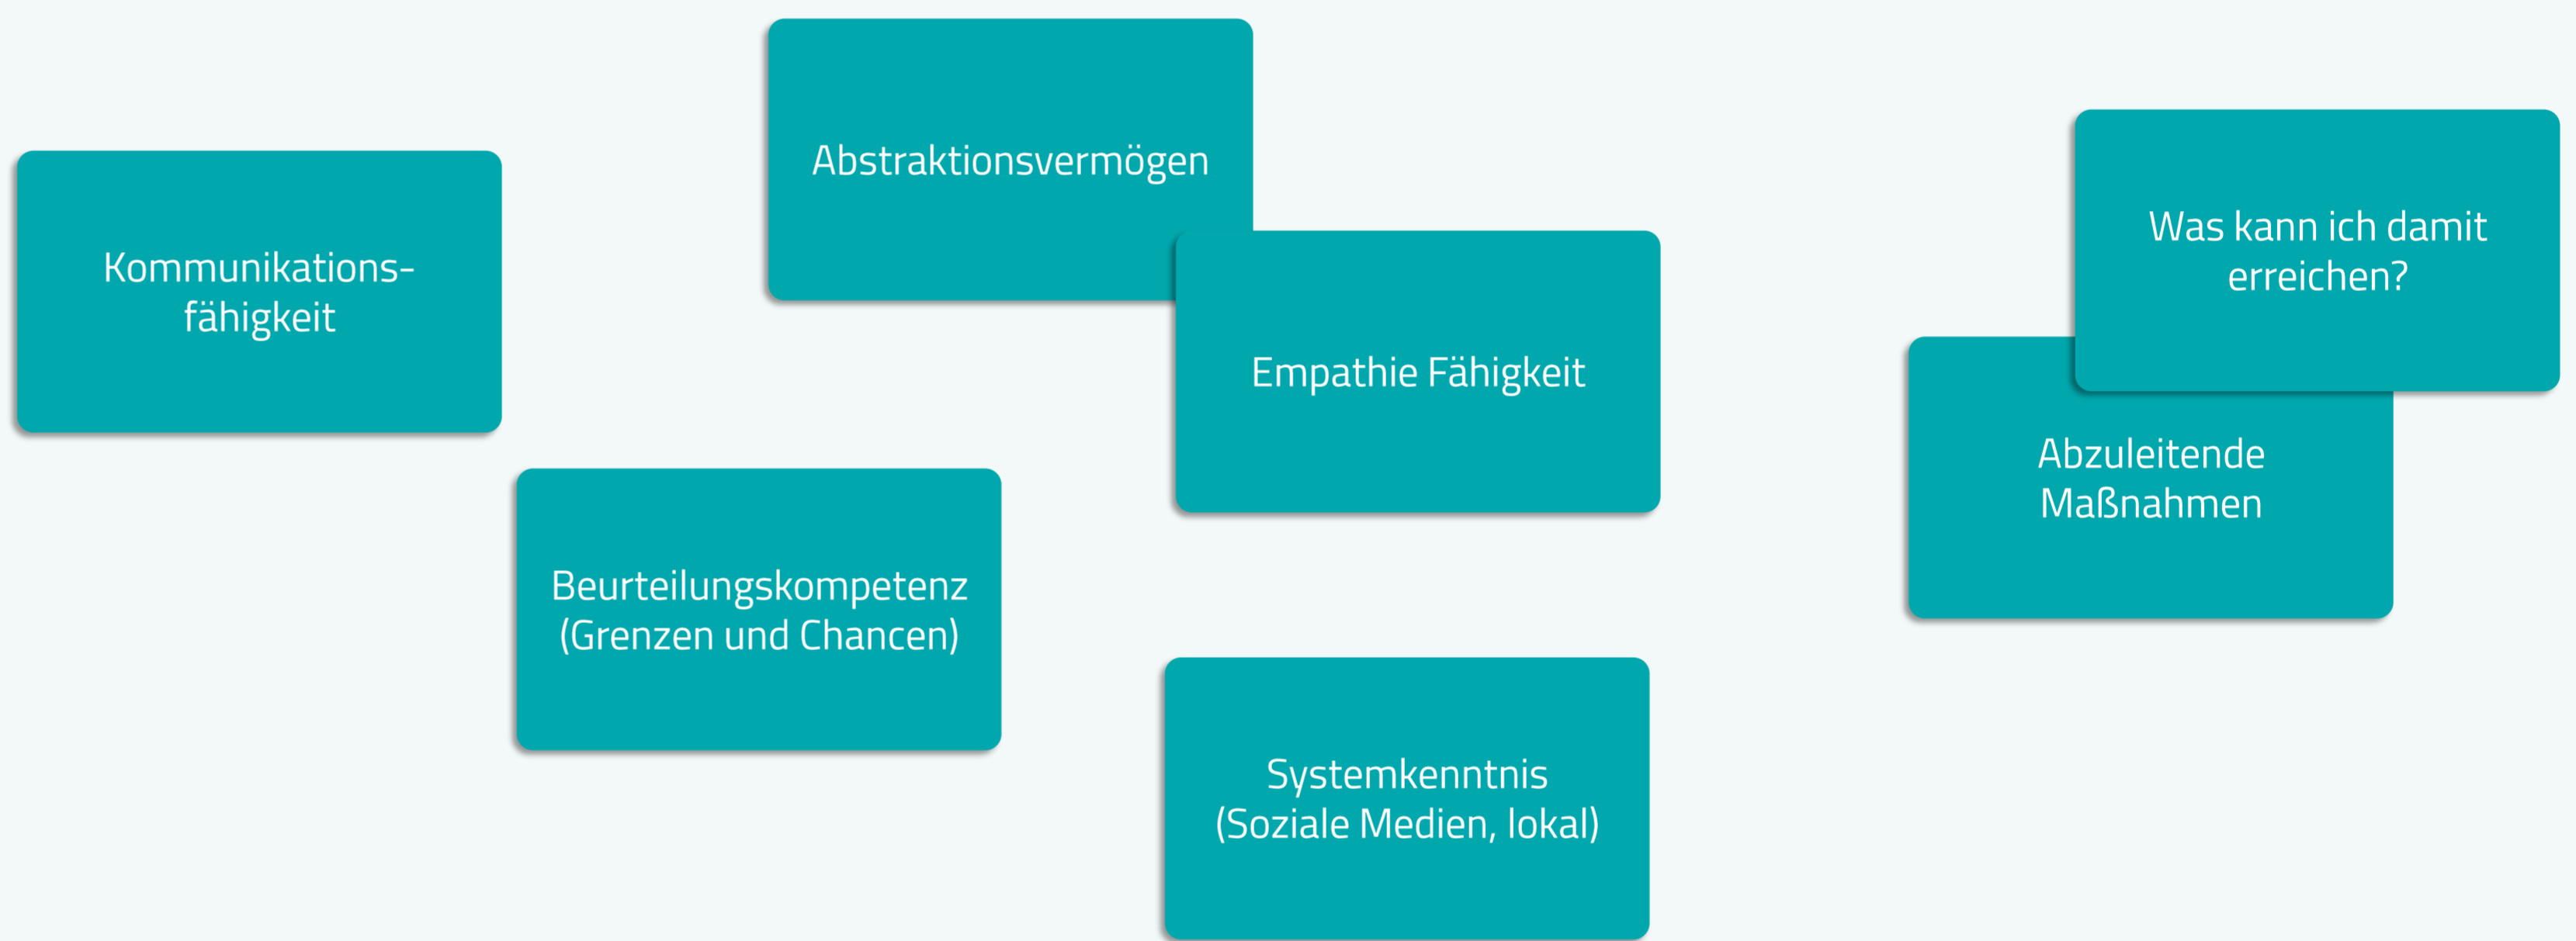 Kommunikations-
fähigkeit
Abstraktionsvermögen
Empathie Fähigkeit
Beurteilungskompetenz
(Grenzen und Chancen)
Systemkenntnis
(Soziale Medien, lokal)
Was kann ich damit
erreichen?
Abzuleitende
Maßnahmen